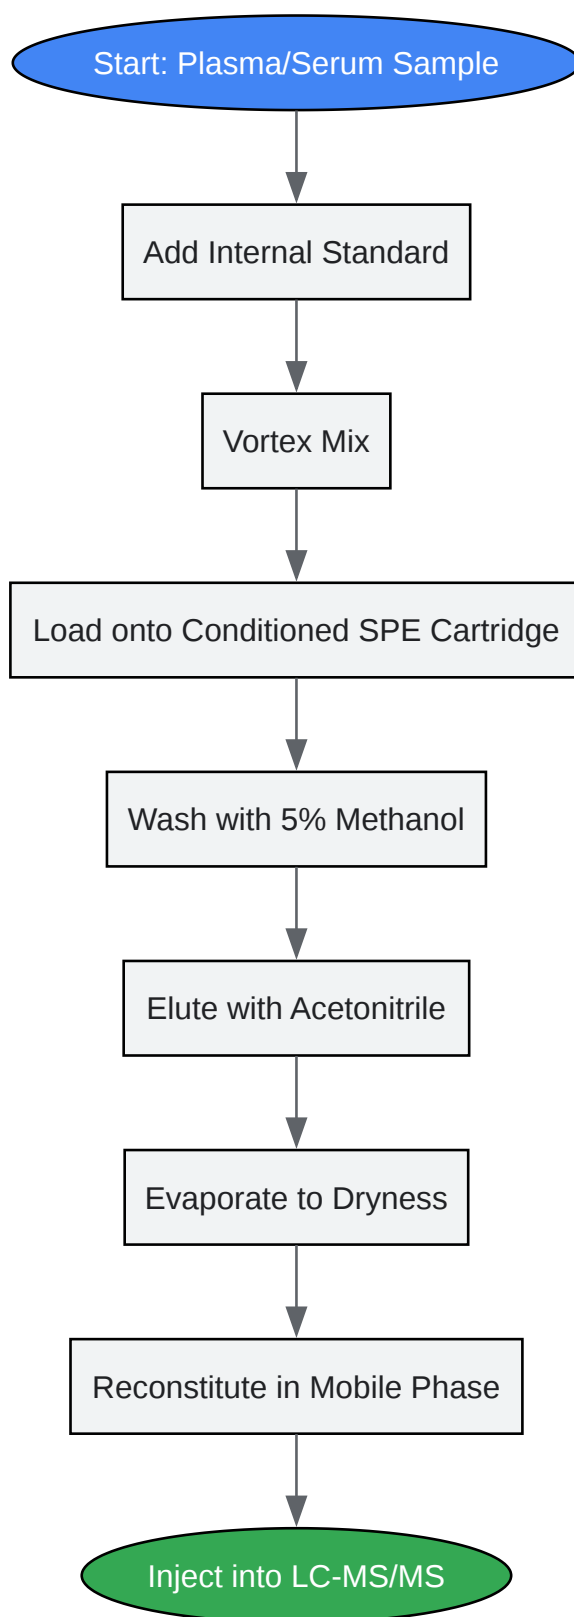 Start: Plasma/Serum Sample
Add Internal Standard
Vortex Mix
Load onto Conditioned SPE Cartridge
Wash with 5% Methanol
Elute with Acetonitrile
Evaporate to Dryness
Reconstitute in Mobile Phase
Inject into LC-MS/MS